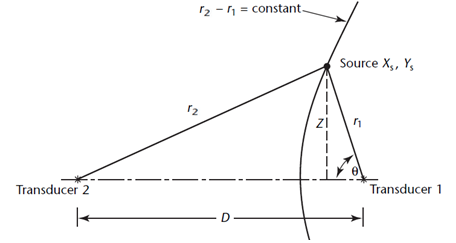 r₂ − r₁ = constant
Source Xₛ, Yₛ
r₂
Z
r₁
θ
Transducer 2
Transducer 1
D